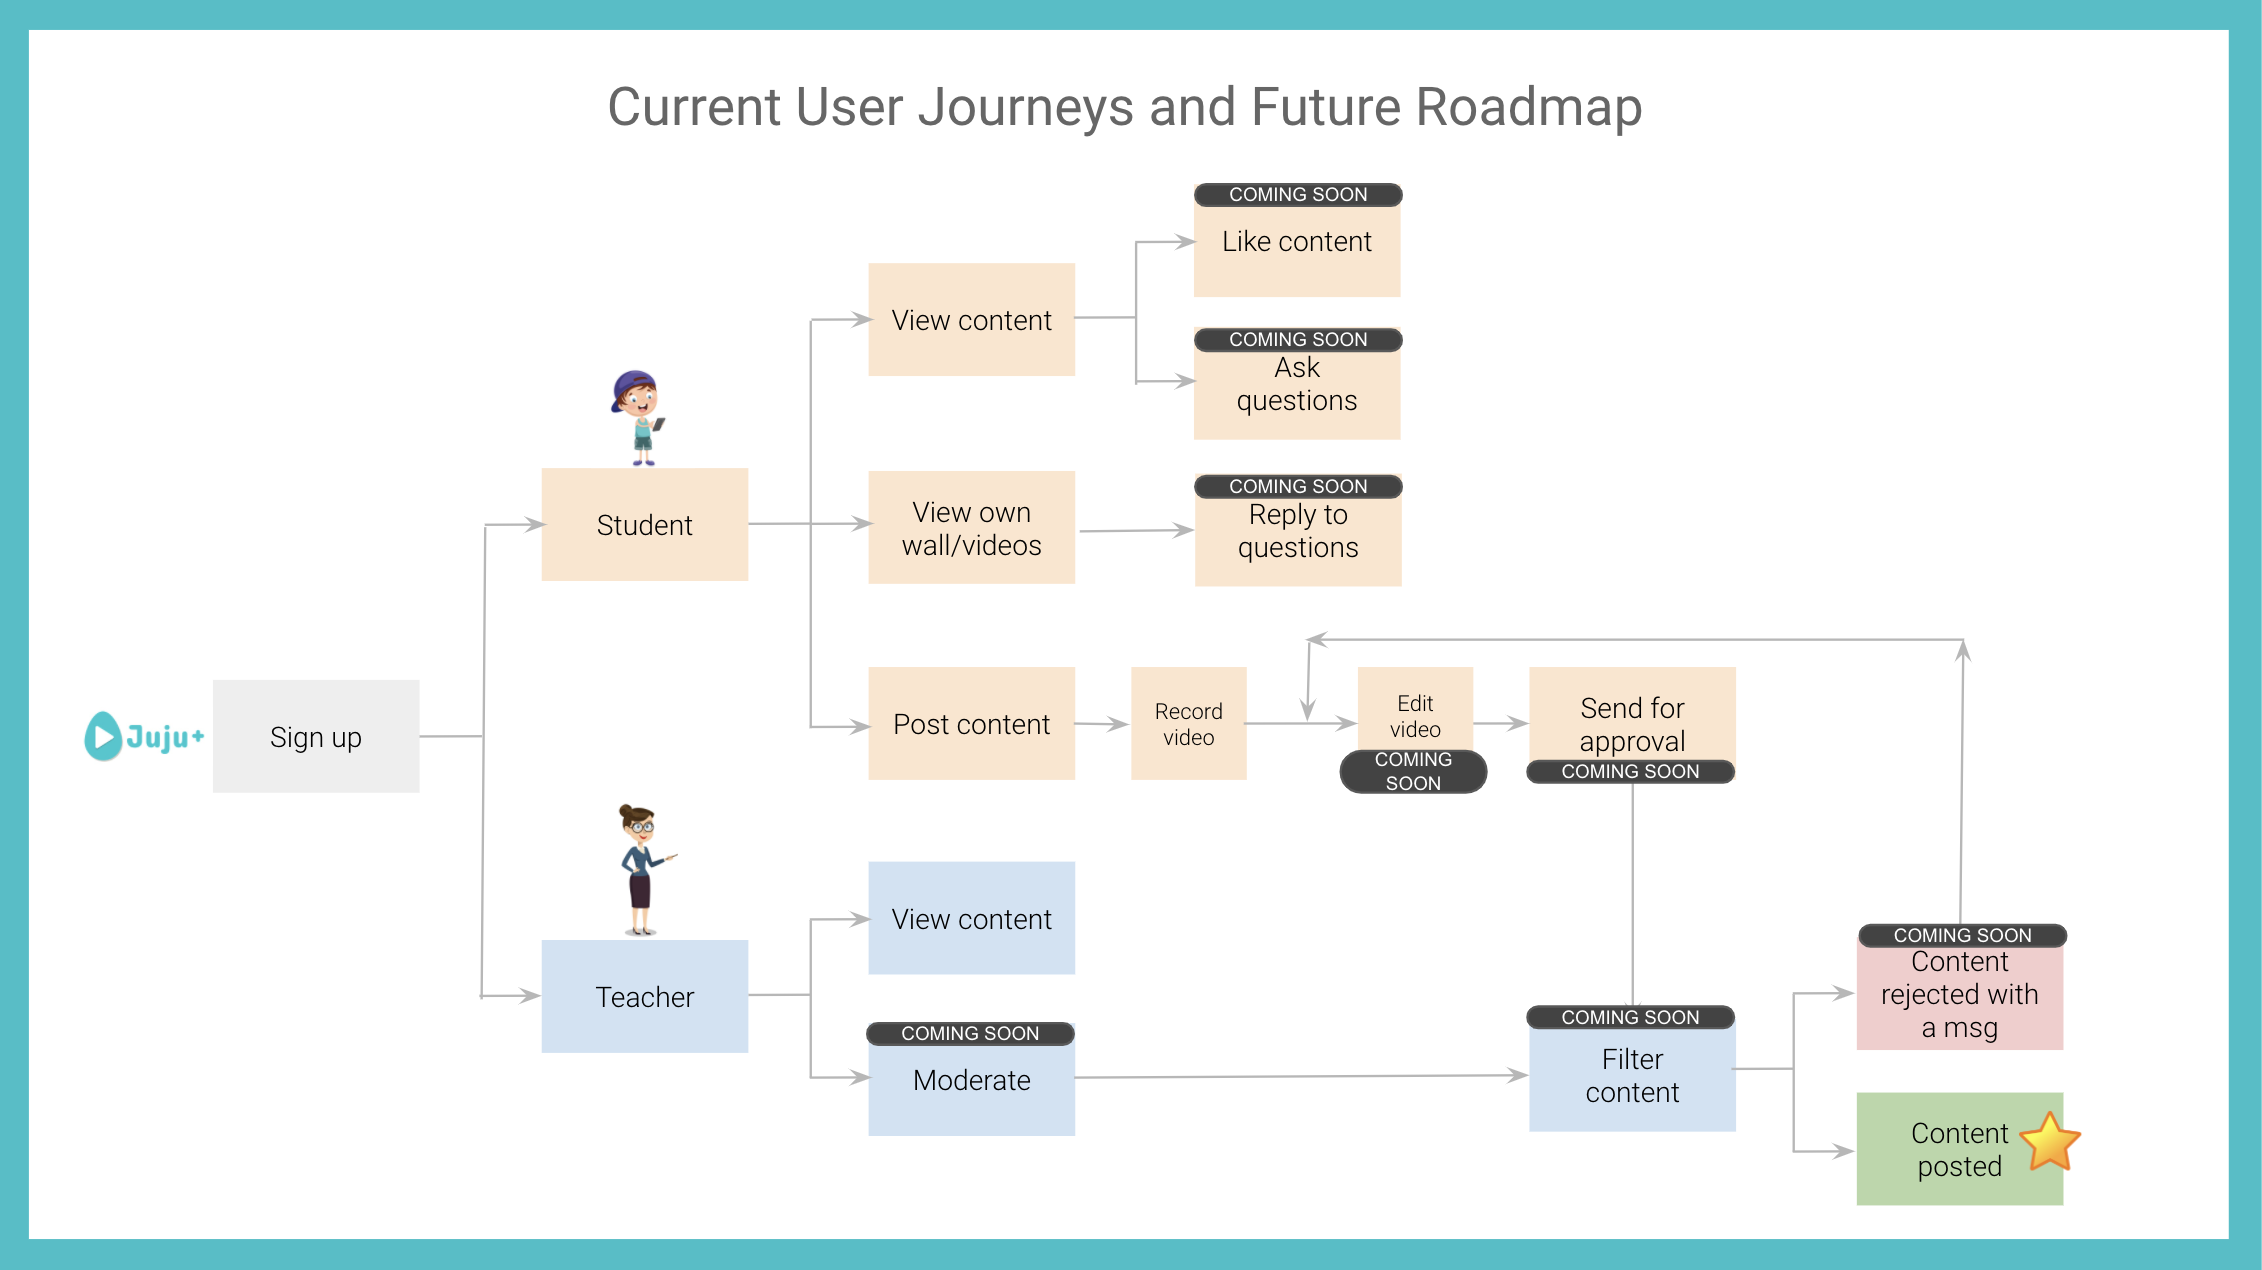 Current User Journeys and Future Roadmap
COMING SOON
Like content
View content
COMING SOON
Ask
questions
Student
View own
wall/videos
COMING SOON
Reply to
questions
Juju+
Sign up
Post content
Record
video
Edit
video
COMING
SOON
Send for
approval
COMING SOON
View content
Teacher
COMING SOON
Moderate
COMING SOON
Filter
content
COMING SOON
Content
rejected with
a msg
Content
posted